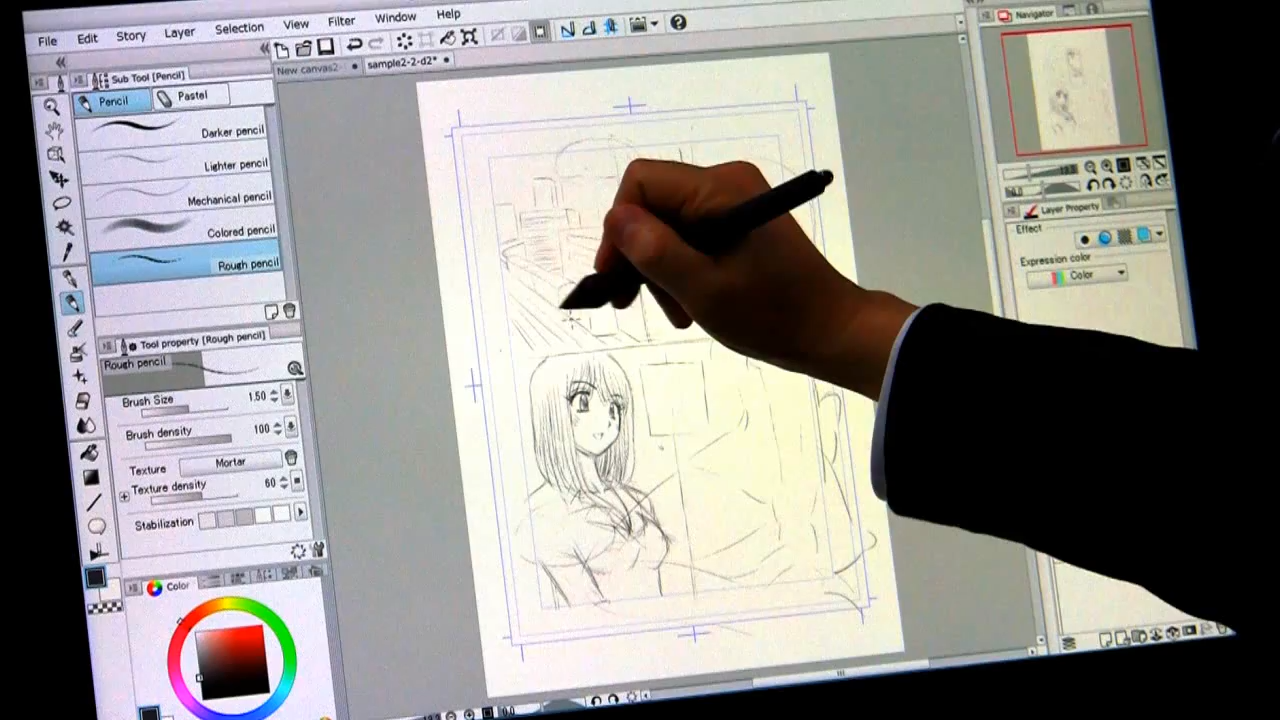 File Edit Story Layer Selection View Filter Window Help
Sub Tool [Pencil]
New canvas2-
sample2-2-d2*
Navigator
Pencil
Pastel
Darker pencil
Lighter pencil
Mechanical pencil
Colored pencil
Rough pencil
Layer Property
Effect
Expression color
Color
Tool property [Rough pencil]
Rough pencil
Brush Size 1.50
Brush density 100
Texture Mortar
Texture density 60
Stabilization
Color
0.0